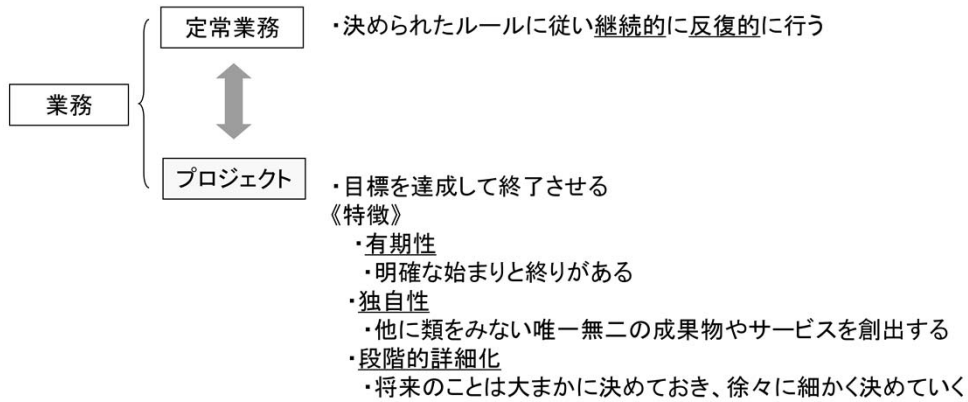 定常業務
・決められたルールに従い継続的に反復的に行う
業務
プロジェクト
・目標を達成して終了させる
《特徴》
・有期性
・明確な始まりと終りがある
・独自性
・他に類をみない唯一無二の成果物やサービスを創出する
・段階的詳細化
・将来のことは大まかに決めておき、徐々に細かく決めていく